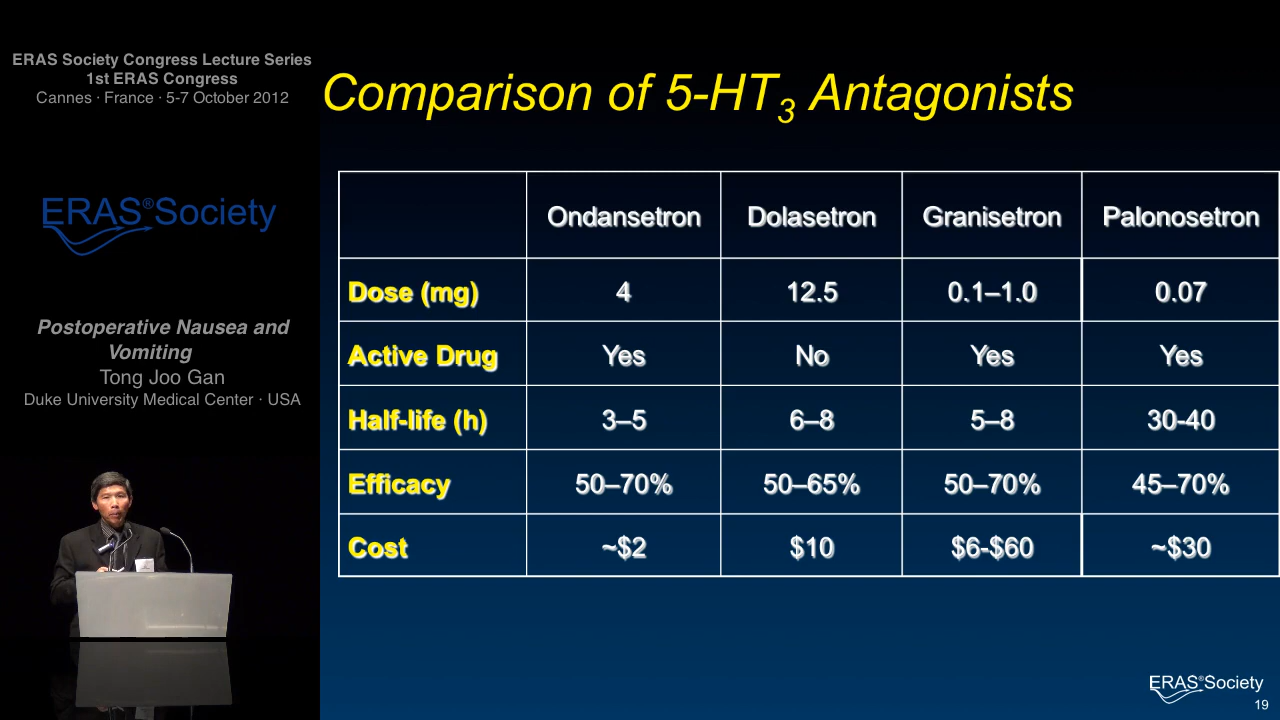 ERAS Society Congress Lecture Series
1st ERAS Congress
Cannes · France · 5-7 October 2012
ERAS®Society
Postoperative Nausea and
Vomiting
Tong Joo Gan
Duke University Medical Center · USA
Comparison of 5-HT3 Antagonists
Ondansetron Dolasetron Granisetron Palonosetron
Dose (mg) 4 12.5 0.1–1.0 0.07
Active Drug Yes No Yes Yes
Half-life (h) 3–5 6–8 5–8 30-40
Efficacy 50–70% 50–65% 50–70% 45–70%
Cost ~$2 $10 $6-$60 ~$30
ERAS®Society
19